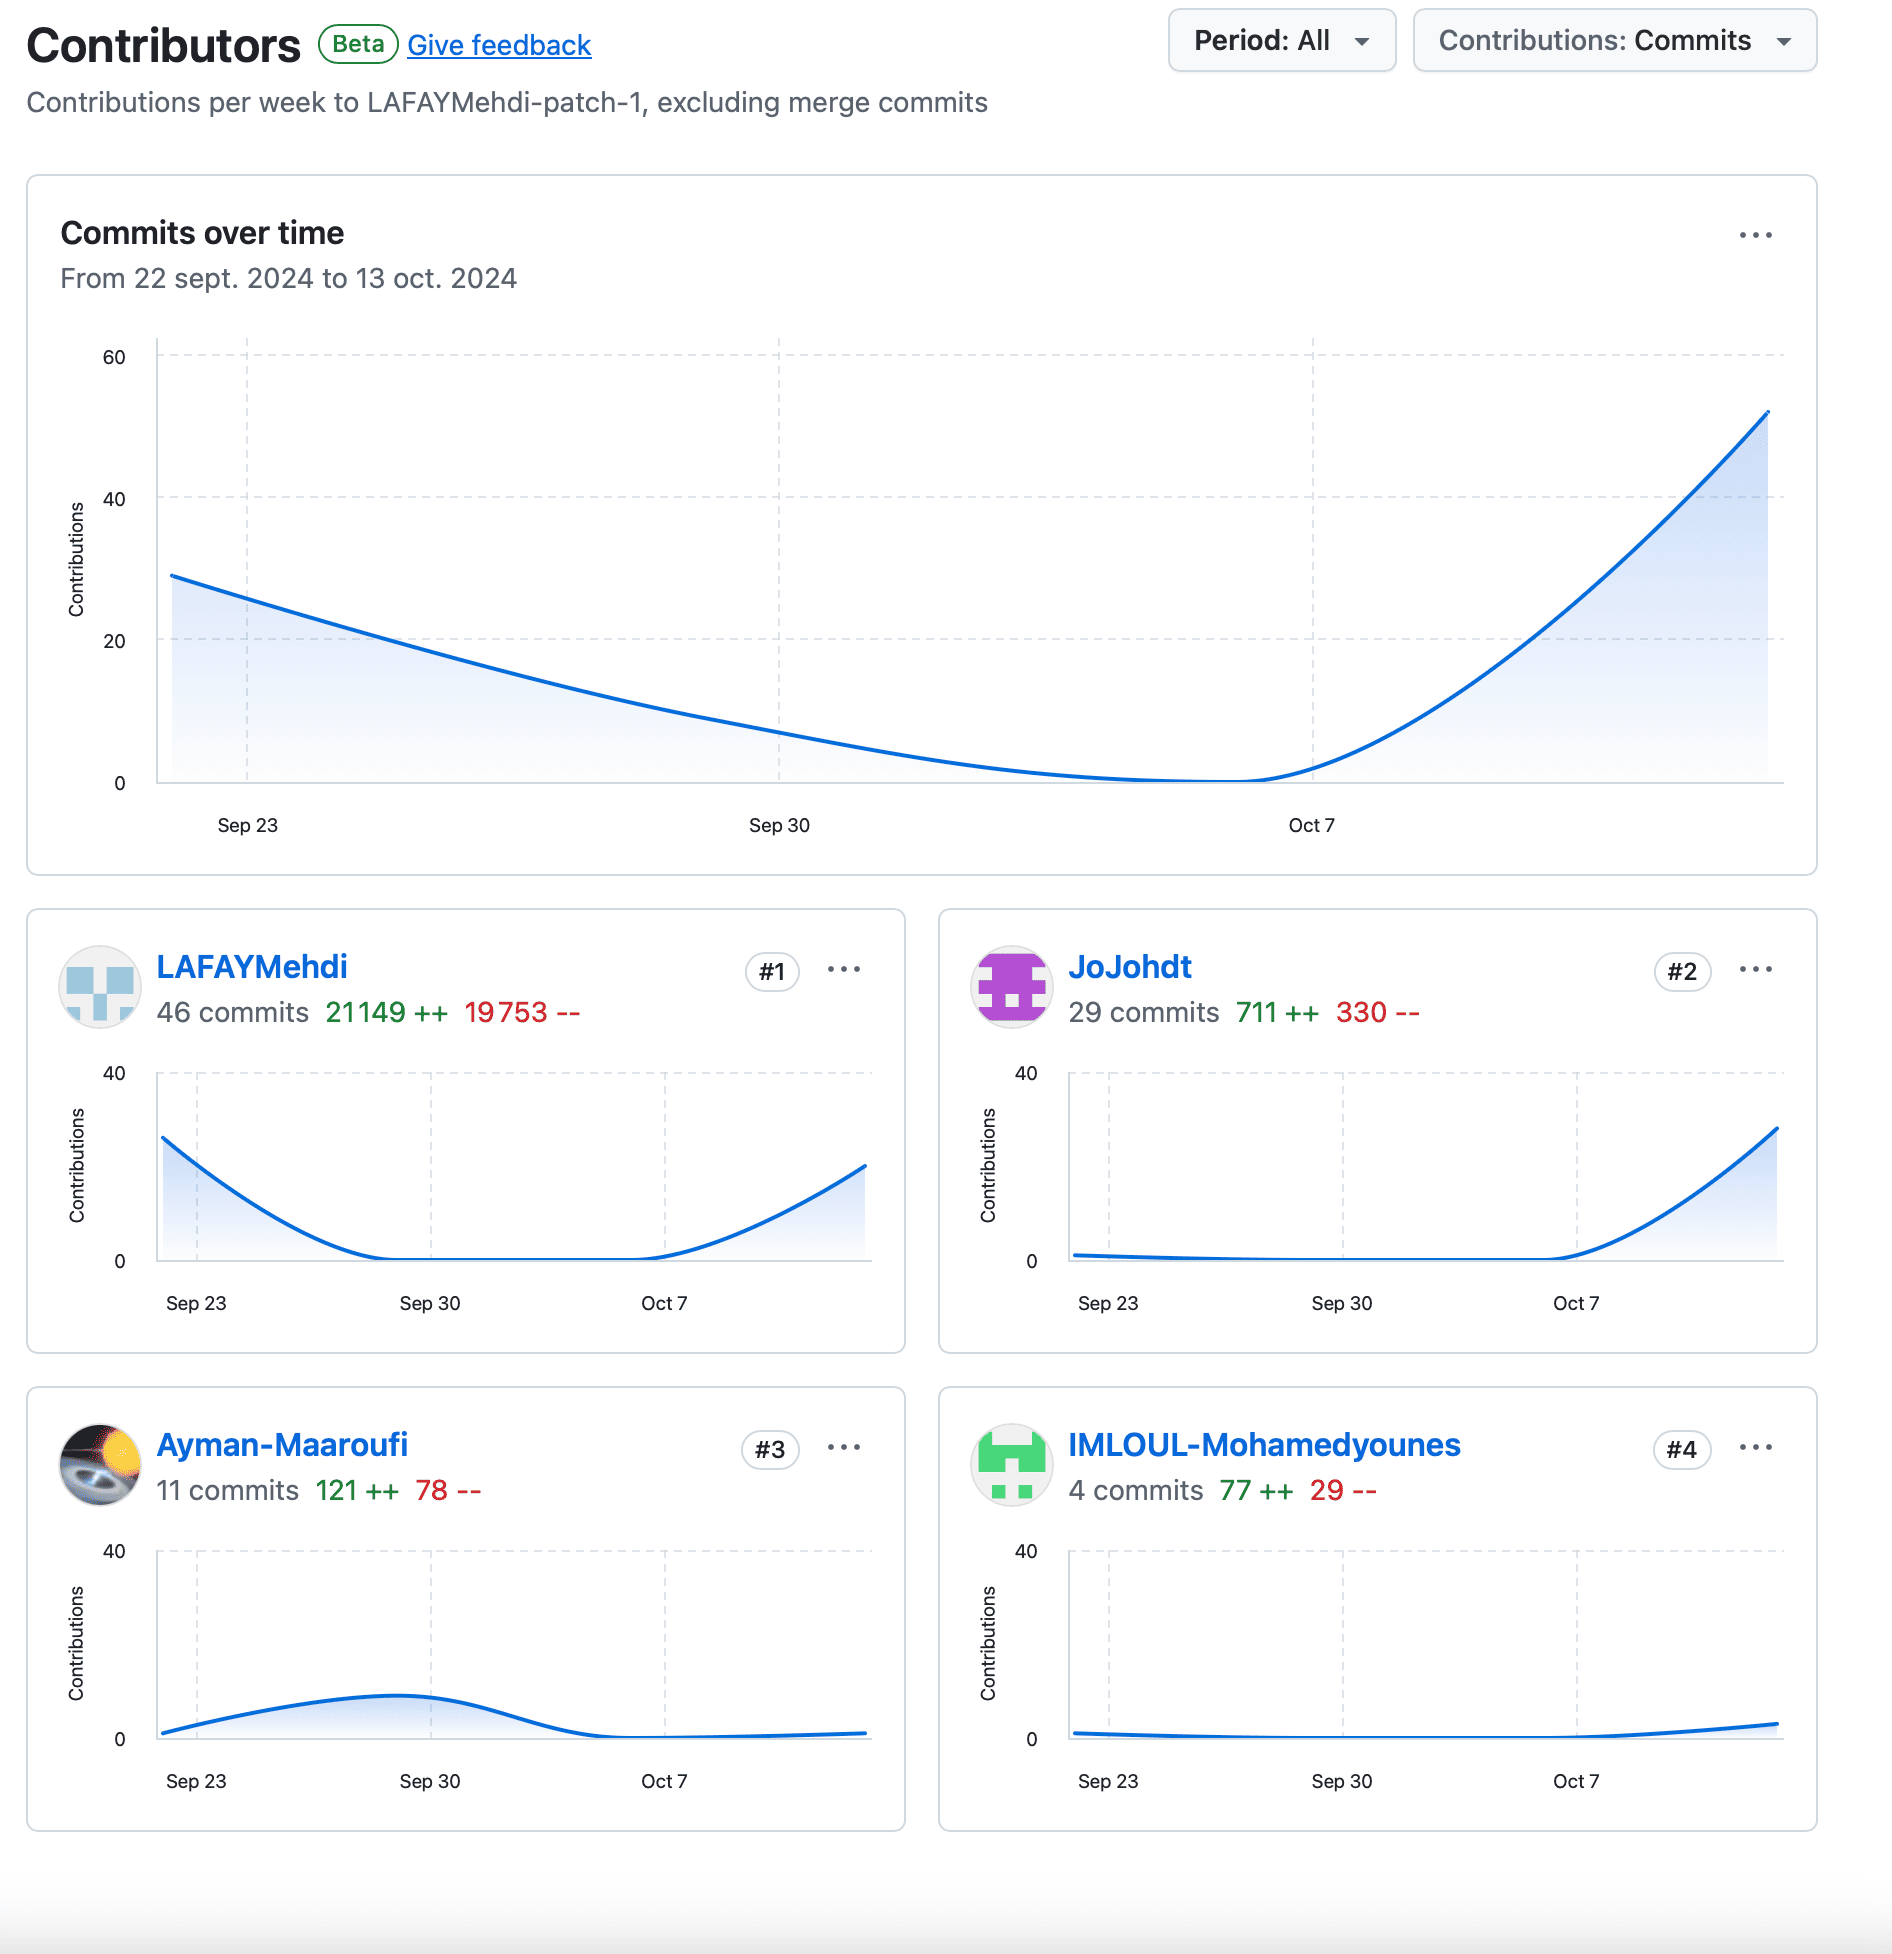 Contributors Beta Give feedback
Period: All
Contributions: Commits
Contributions per week to LAFAYMehdi-patch-1, excluding merge commits
Commits over time
From 22 sept. 2024 to 13 oct. 2024
Contributions
60
40
20
0
Sep 23 Sep 30 Oct 7
LAFAYMehdi #1
46 commits 21 149 ++ 19 753 --
Contributions
40
0
Sep 23 Sep 30 Oct 7
JoJohdt #2
29 commits 711 ++ 330 --
Contributions
40
0
Sep 23 Sep 30 Oct 7
Ayman-Maaroufi #3
11 commits 121 ++ 78 --
Contributions
40
0
Sep 23 Sep 30 Oct 7
IMLOUL-Mohamedyounes #4
4 commits 77 ++ 29 --
Contributions
40
0
Sep 23 Sep 30 Oct 7